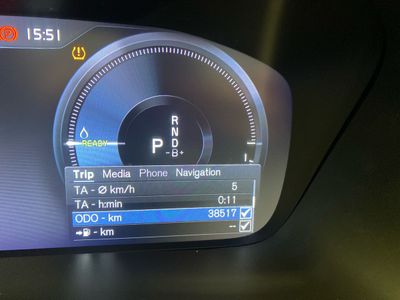 15:51
R
N
P D
-B+
READY
Trip Media Phone Navigation
TA - Ø km/h 5
TA - h:min 0:11
ODO - km 38517
- km --